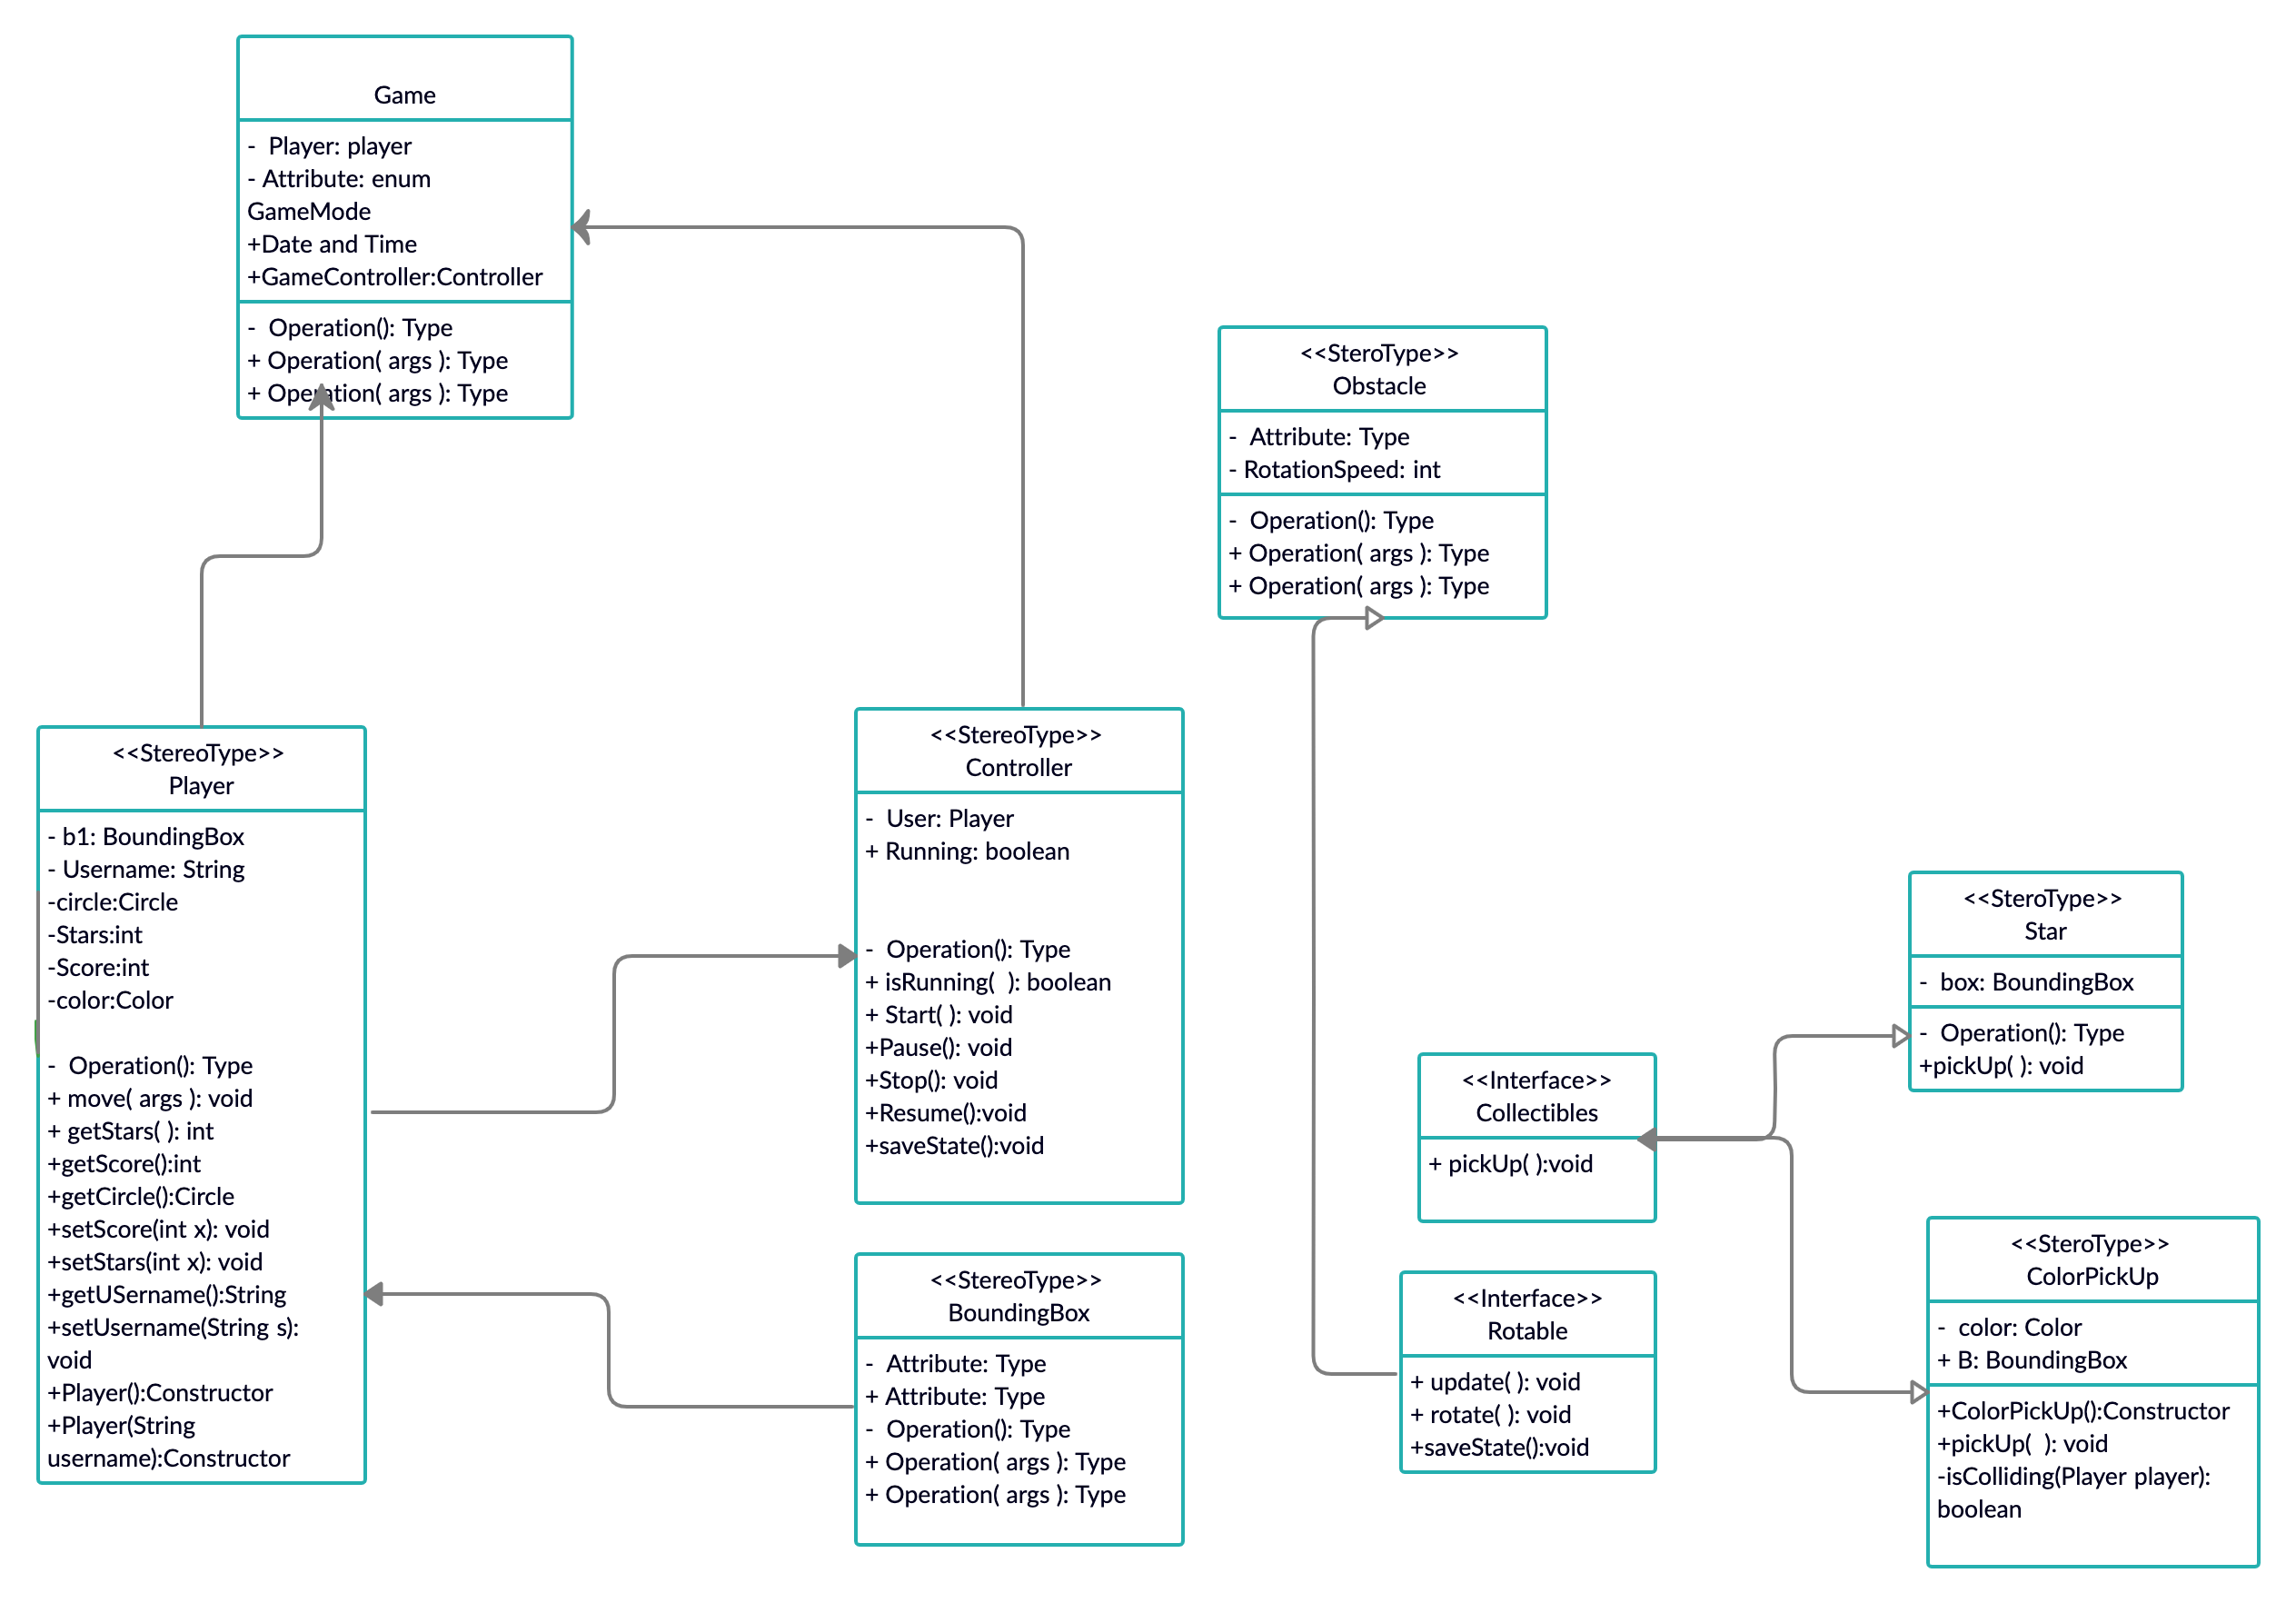 Game
-  Player: player
- Attribute: enum
GameMode
+Date and Time
+GameController:Controller
-  Operation(): Type
+ Operation( args ): Type
+ Operation( args ): Type
<<SteroType>>
Obstacle
-  Attribute: Type
- RotationSpeed: int
-  Operation(): Type
+ Operation( args ): Type
+ Operation( args ): Type
<<StereoType>>
Player
- b1: BoundingBox
- Username: String
-circle:Circle
-Stars:int
-Score:int
-color:Color
-  Operation(): Type
+ move( args ): void
+ getStars( ): int
+getScore():int
+getCircle():Circle
+setScore(int x): void
+setStars(int x): void
+getUSername():String
+setUsername(String s):
void
+Player():Constructor
+Player(String
username):Constructor
<<StereoType>>
Controller
-  User: Player
+ Running: boolean
-  Operation(): Type
+ isRunning(  ): boolean
+ Start( ): void
+Pause(): void
+Stop(): void
+Resume():void
+saveState():void
<<StereoType>>
BoundingBox
-  Attribute: Type
+ Attribute: Type
-  Operation(): Type
+ Operation( args ): Type
+ Operation( args ): Type
<<Interface>>
Collectibles
+ pickUp( ):void
<<Interface>>
Rotable
+ update( ): void
+ rotate( ): void
+saveState():void
<<SteroType>>
Star
-  box: BoundingBox
-  Operation(): Type
+pickUp( ): void
<<SteroType>>
ColorPickUp
-  color: Color
+ B: BoundingBox
+ColorPickUp():Constructor
+pickUp(  ): void
-isColliding(Player player):
boolean